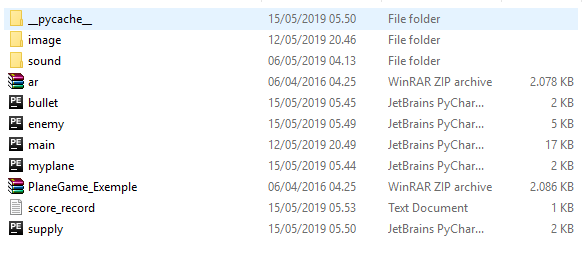 __pycache__ 15/05/2019 05.50 File folder
image 12/05/2019 20.46 File folder
sound 06/05/2019 04.13 File folder
ar 06/04/2016 04.25 WinRAR ZIP archive 2.078 KB
PE bullet 15/05/2019 05.45 JetBrains PyChar... 2 KB
PE enemy 15/05/2019 05.49 JetBrains PyChar... 5 KB
PE main 12/05/2019 20.49 JetBrains PyChar... 17 KB
PE myplane 15/05/2019 05.44 JetBrains PyChar... 2 KB
PlaneGame_Exemple 06/04/2016 04.25 WinRAR ZIP archive 2.086 KB
score_record 15/05/2019 05.53 Text Document 1 KB
PE supply 15/05/2019 05.50 JetBrains PyChar... 2 KB